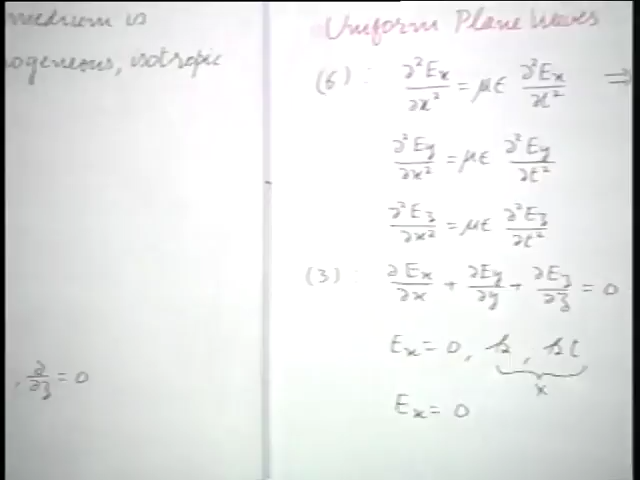 medium is
ogeneous, isotropic
, ∂/∂z = 0
Uniform Plane Waves
(6) : ∂²Ex/∂x² = με ∂²Ex/∂t² ⇒
∂²Ey/∂x² = με ∂²Ey/∂t²
∂²Ez/∂x² = με ∂²Ez/∂t²
(3) : ∂Ex/∂x + ∂Ey/∂y + ∂Ez/∂z = 0
Ex = 0, k, kt
x
Ex = 0